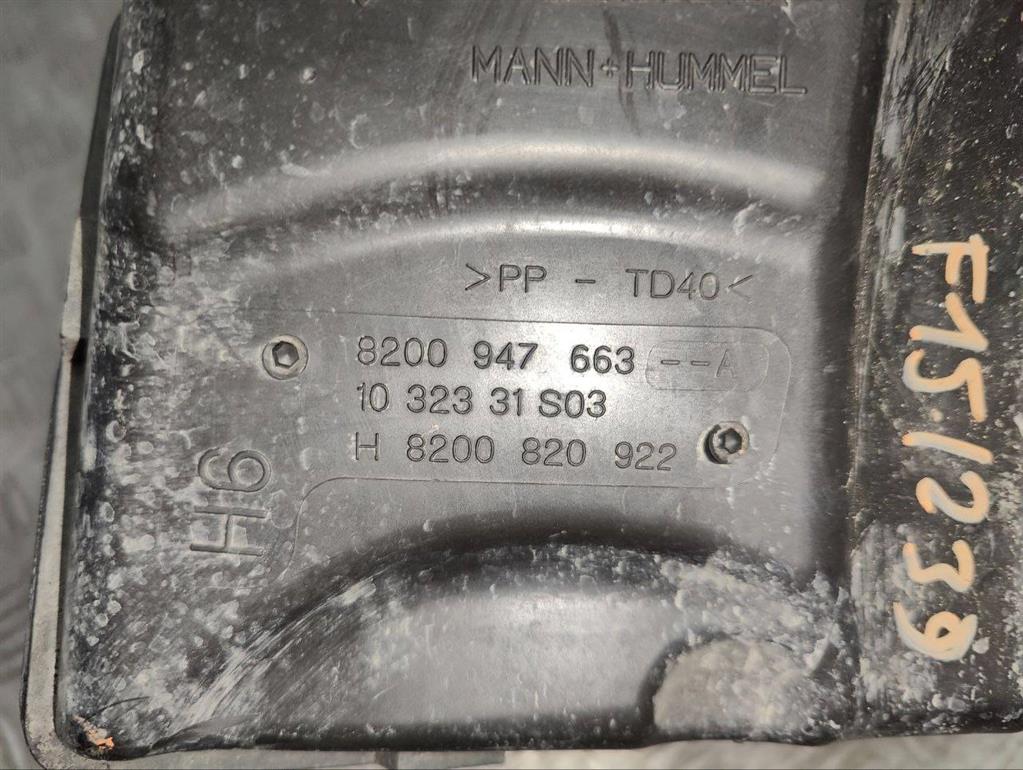 MANN+HUMMEL
>PP - TD40<
8200 947 663 --A
10 323 31 S03
H 8200 820 922
H6
F15/239